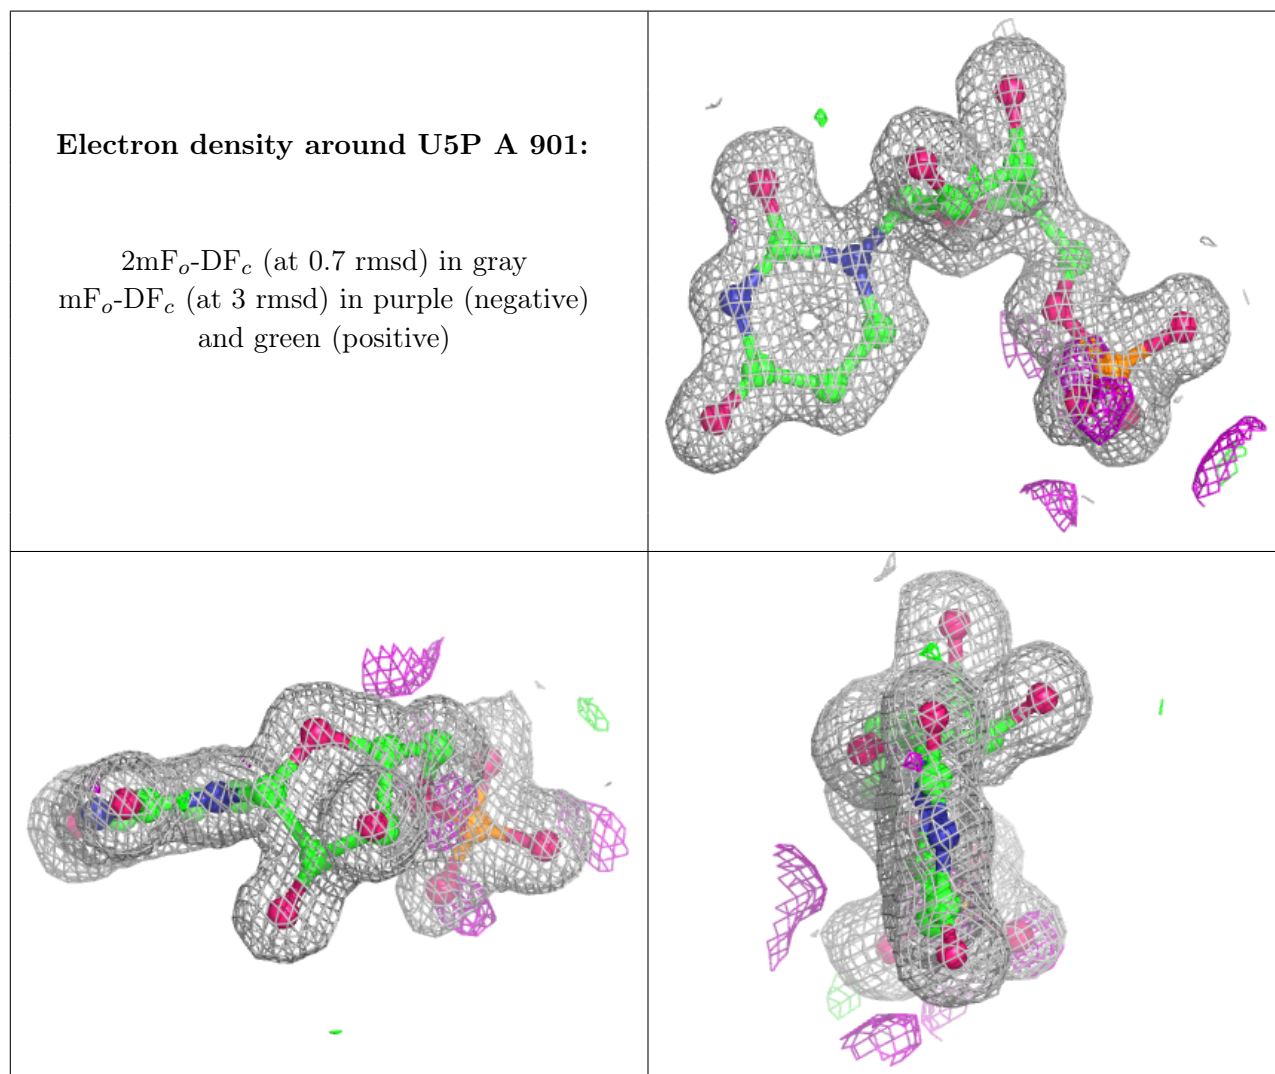 Electron density around U5P A 901:
2mFₒ-DF𝒸 (at 0.7 rmsd) in gray
mFₒ-DF𝒸 (at 3 rmsd) in purple (negative)
and green (positive)